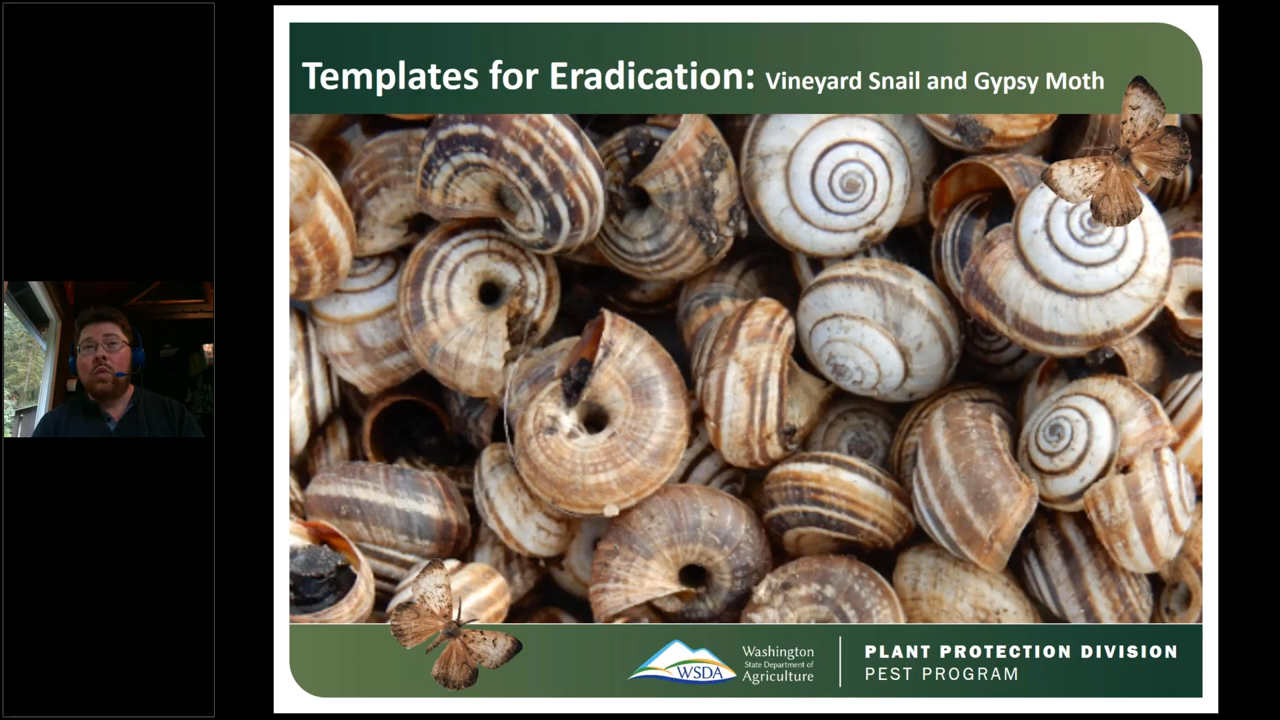 Templates for Eradication: Vineyard Snail and Gypsy Moth
WSDA
Washington
State Department of
Agriculture
PLANT PROTECTION DIVISION
PEST PROGRAM